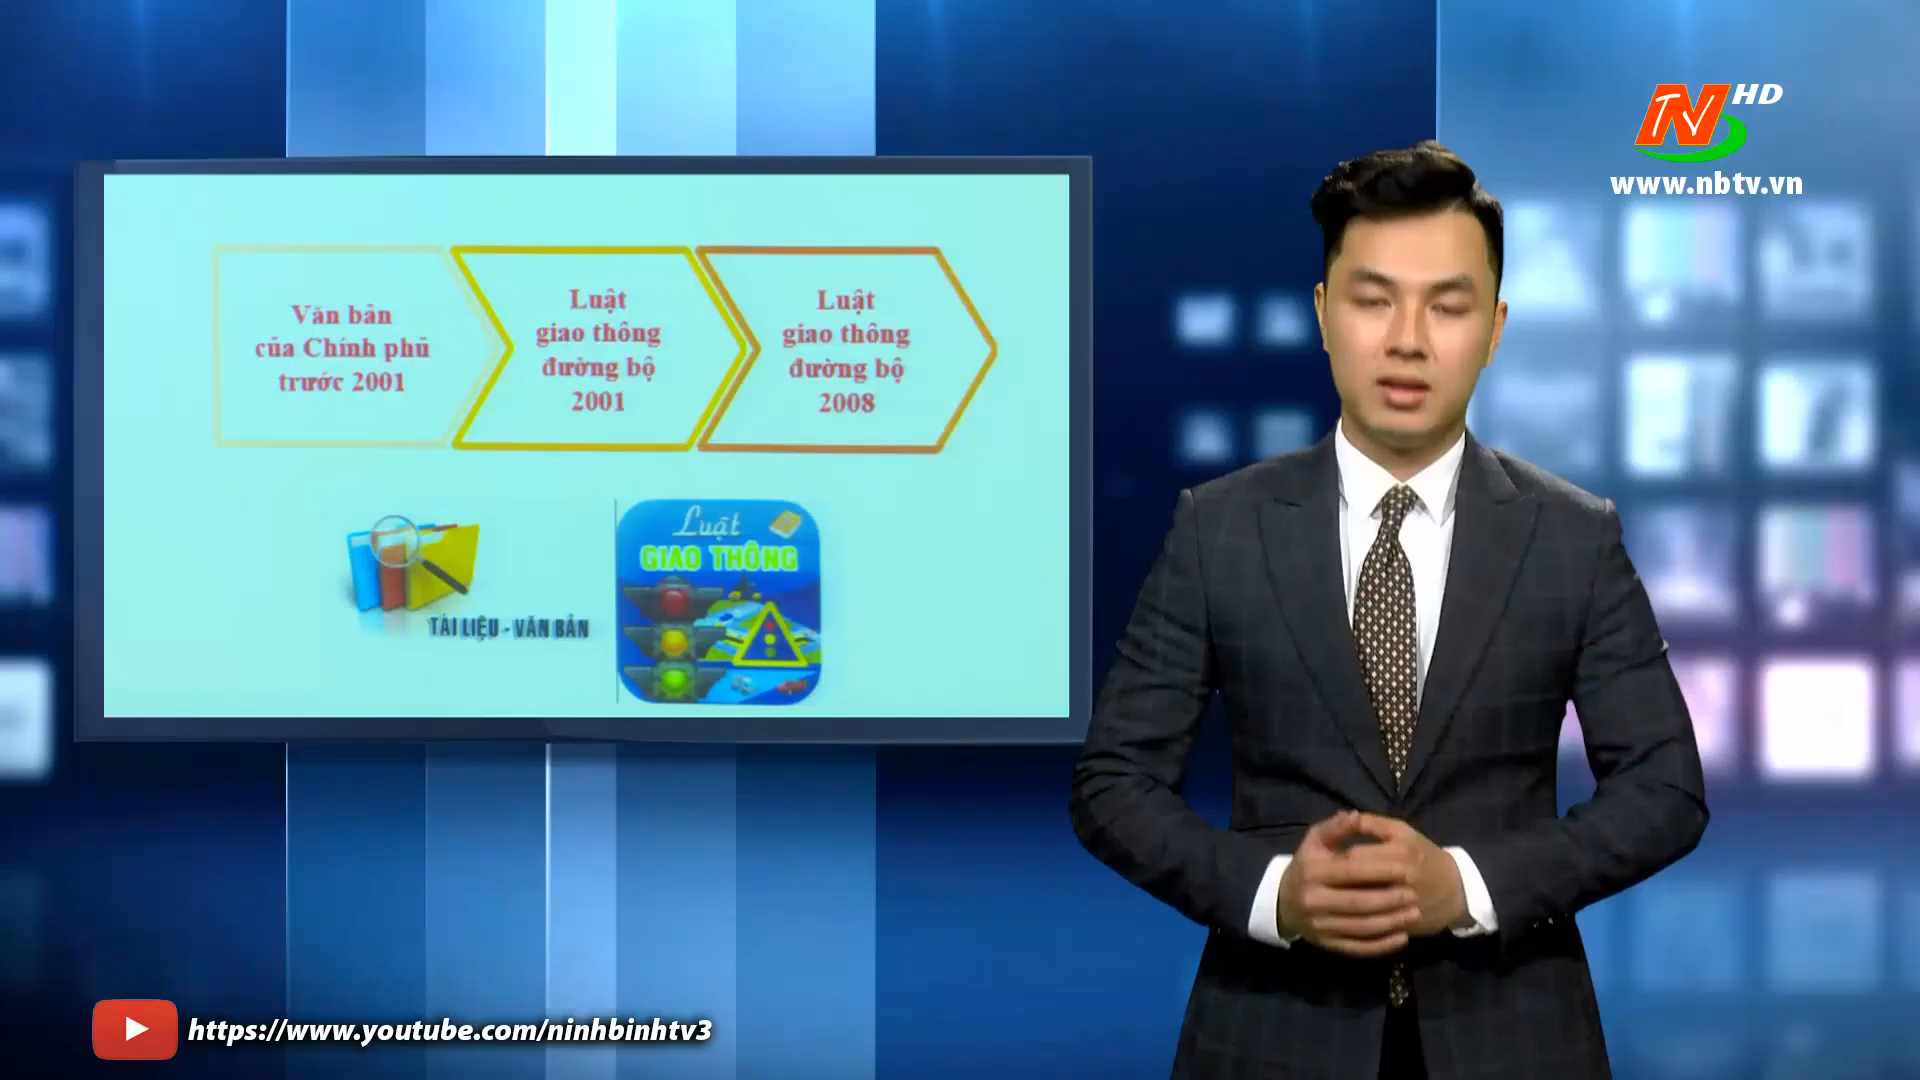 HD
www.nbtv.vn
Văn bản
của Chính phủ
trước 2001
Luật
giao thông
đường bộ
2001
Luật
giao thông
đường bộ
2008
Luật
GIAO THÔNG
TÀI LIỆU - VĂN BẢN
https://www.youtube.com/ninhbinhtv3